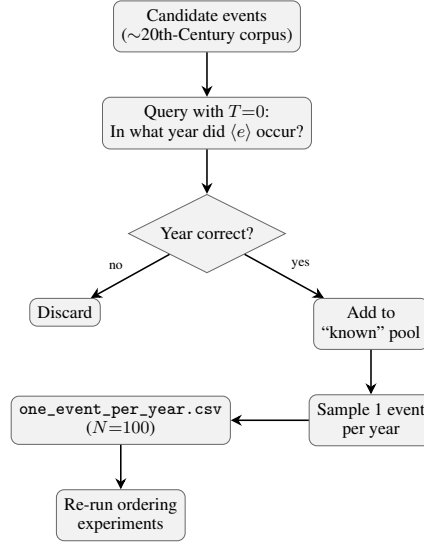 Candidate events
(∼20th-Century corpus)
Query with T=0:
In what year did ⟨e⟩ occur?
Year correct?
no
yes
Discard
Add to
“known” pool
one_event_per_year.csv
(N=100)
Sample 1 event
per year
Re-run ordering
experiments